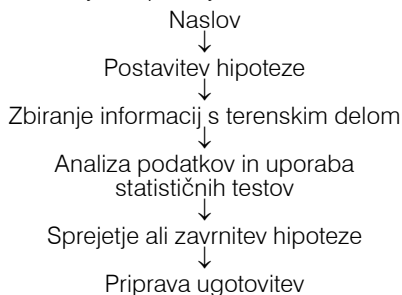 Naslov
↓
Postavitev hipoteze
↓
Zbiranje informacij s terenskim delom
↓
Analiza podatkov in uporaba
statističnih testov
↓
Sprejetje ali zavrnitev hipoteze
↓
Priprava ugotovitev